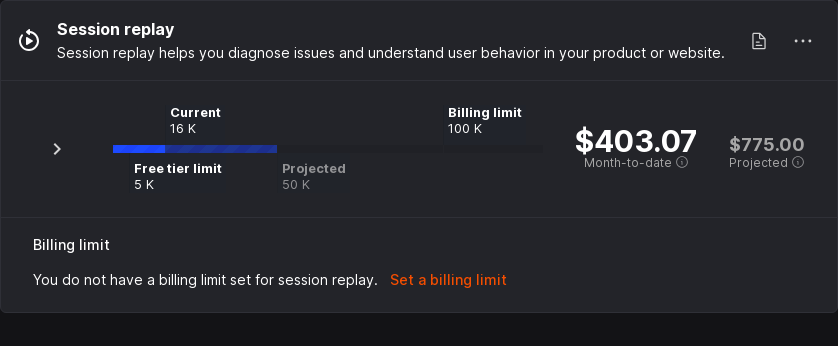 Session replay
Session replay helps you diagnose issues and understand user behavior in your product or website.
Current
16 K
Billing limit
100 K
Free tier limit
5 K
Projected
50 K
$403.07
Month-to-date
$775.00
Projected
Billing limit
You do not have a billing limit set for session replay. Set a billing limit